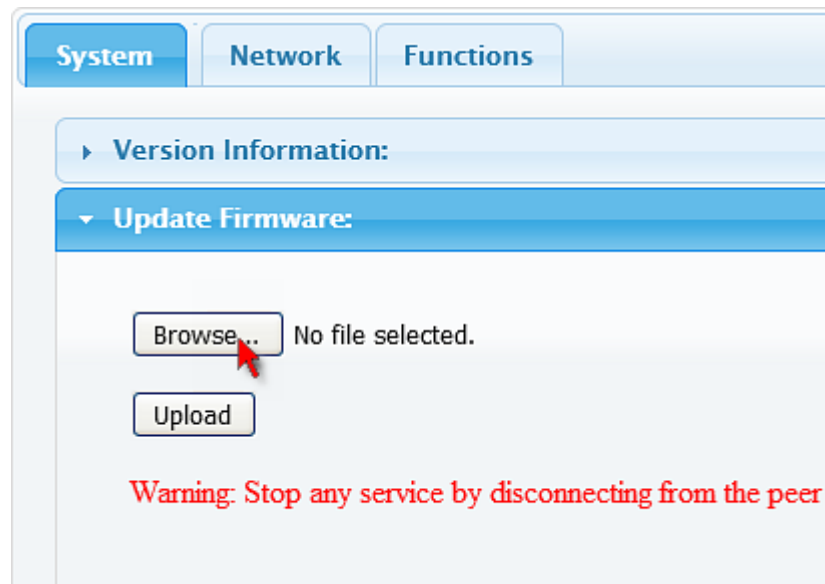 System Network Functions
Version Information:
Update Firmware:
Browse... No file selected.
Upload
Warning: Stop any service by disconnecting from the peer